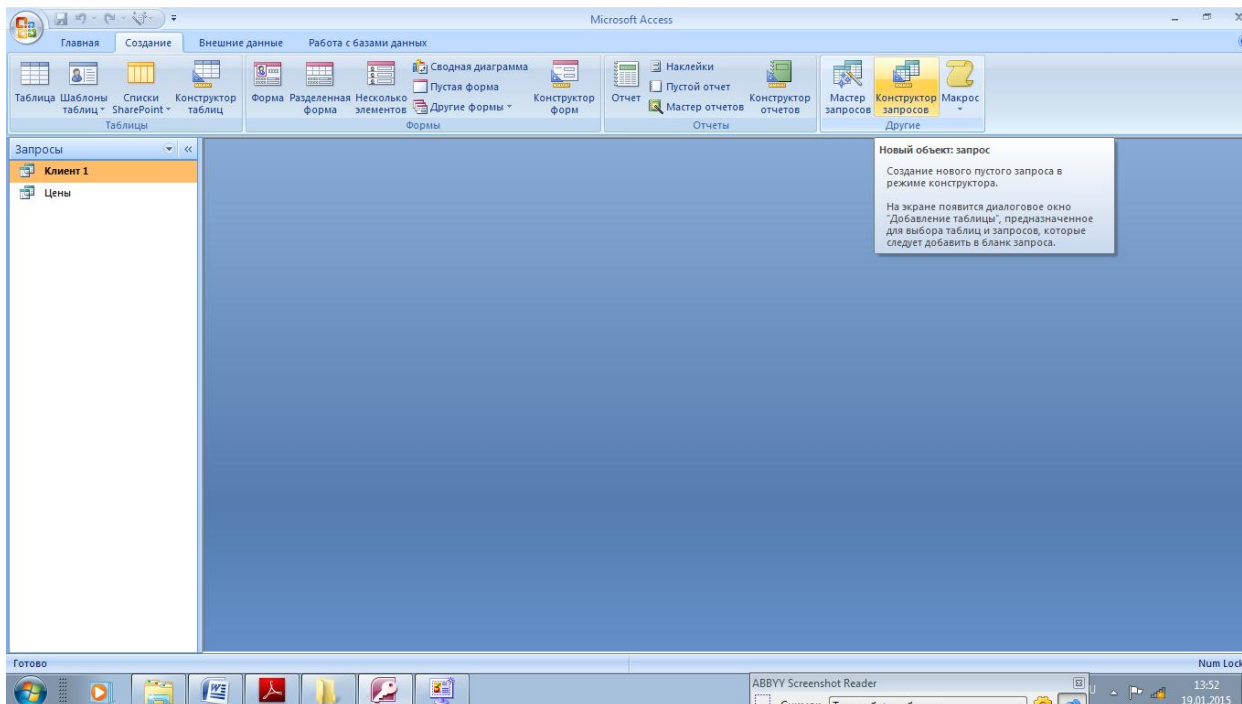 Microsoft Access
Главная Создание Внешние данные Работа с базами данных
Таблица
Шаблоны таблиц
Списки SharePoint
Конструктор таблиц
Таблицы
Форма
Разделенная форма
Несколько элементов
Сводная диаграмма
Пустая форма
Другие формы
Конструктор форм
Формы
Отчет
Наклейки
Пустой отчет
Мастер отчетов
Конструктор отчетов
Отчеты
Мастер запросов
Конструктор запросов
Макрос
Другие
Запросы
Клиент 1
Цены
Новый объект: запрос
Создание нового пустого запроса в
режиме конструктора.
На экране появится диалоговое окно
"Добавление таблицы", предназначенное
для выбора таблиц и запросов, которые
следует добавить в бланк запроса.
Готово
Num Lock
ABBYY Screenshot Reader
13:52
19.01.2015